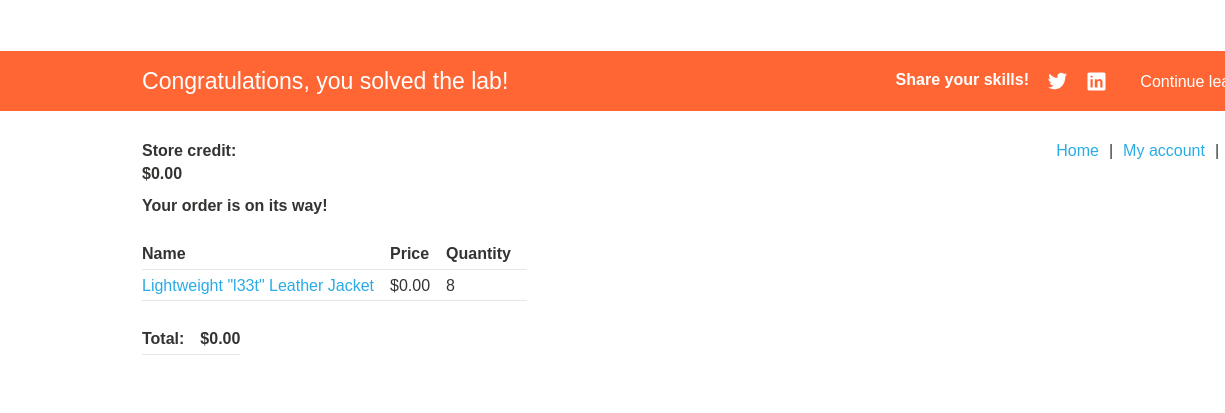 Congratulations, you solved the lab!
Share your skills!
Continue lea
Store credit:
$0.00
Home | My account |
Your order is on its way!
Name Price Quantity
Lightweight "l33t" Leather Jacket $0.00 8
Total: $0.00